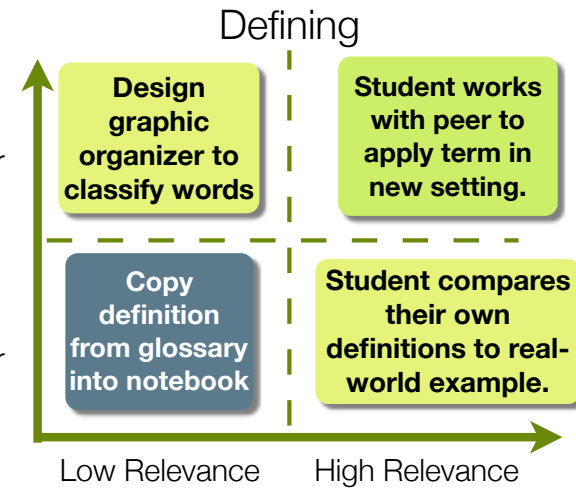 Defining
Design
graphic
organizer to
classify words
Student works
with peer to
apply term in
new setting.
Copy
definition
from glossary
into notebook
Student compares
their own
definitions to real-
world example.
Low Relevance
High Relevance